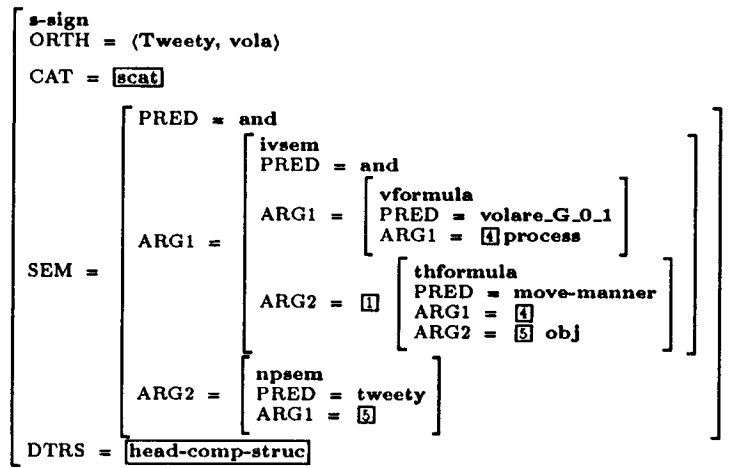 s-sign
ORTH = ⟨Tweety, vola⟩
CAT = scat
PRED = and
ivsem
PRED = and
vformula
ARG1 = PRED = volare_G_0_1
ARG1 = 4 process
ARG1 =
thformula
SEM = PRED = move-manner
ARG2 = 1 ARG1 = 4
ARG2 = 5 obj
npsem
ARG2 = PRED = tweety
ARG1 = 5
DTRS = head-comp-struc